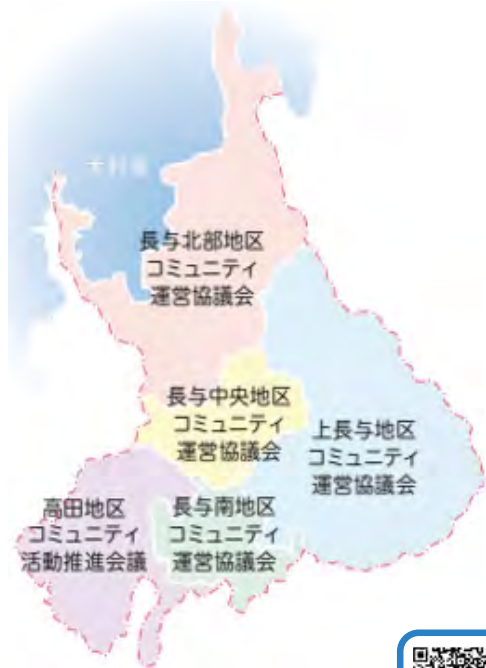 大村湾
長与北部地区
コミュニティ
運営協議会
長与中央地区
コミュニティ
運営協議会
上長与地区
コミュニティ
運営協議会
高田地区
コミュニティ
活動推進会議
長与南地区
コミュニティ
運営協議会